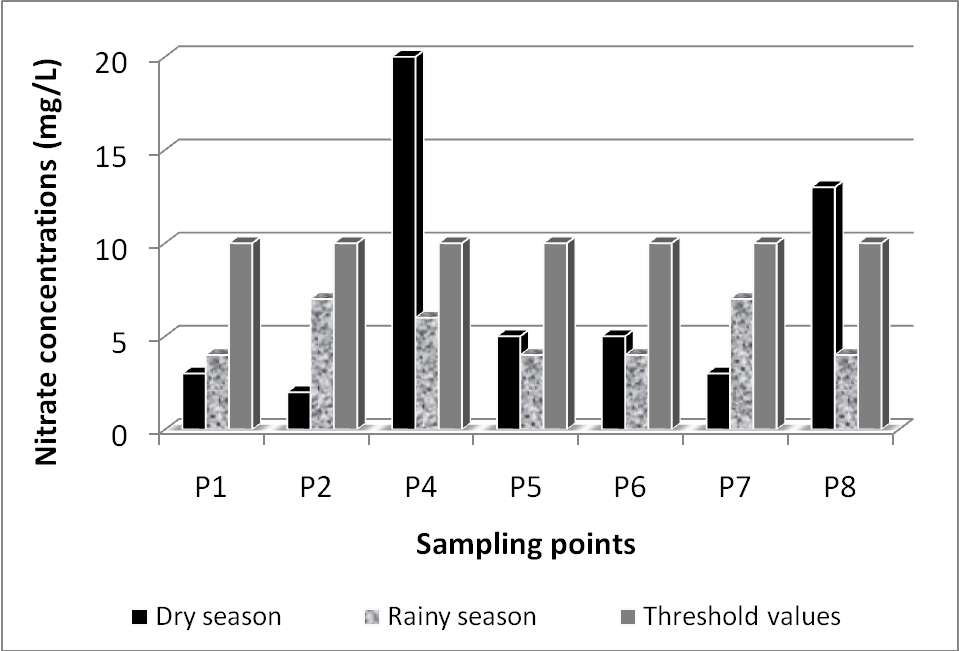 Nitrate concentrations (mg/L)
20
15
10
5
0
P1 P2 P4 P5 P6 P7 P8
Sampling points
Dry season Rainy season Threshold values